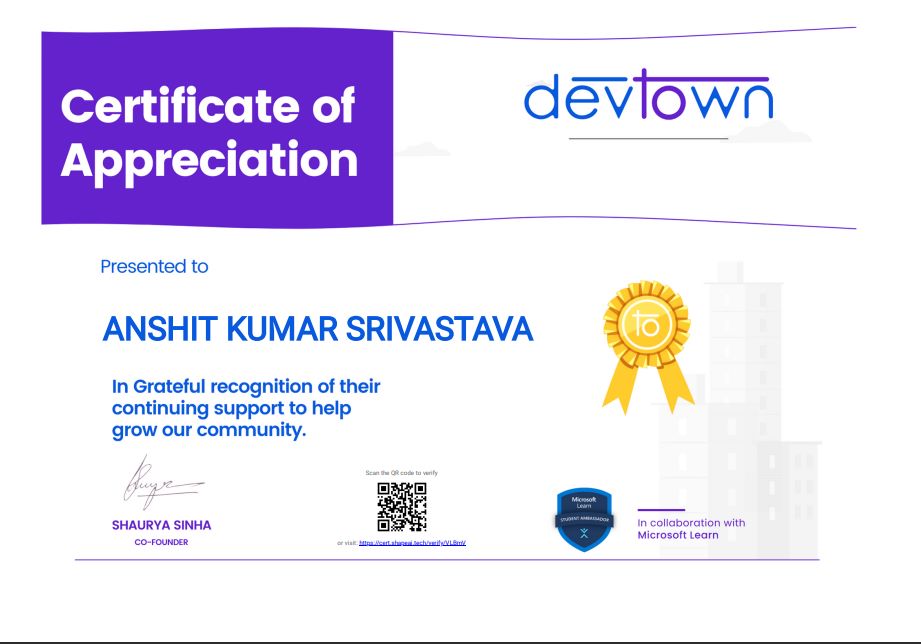 Certificate of
Appreciation
devtown
Presented to
ANSHIT KUMAR SRIVASTAVA
to
In Grateful recognition of their
continuing support to help
grow our community.
Scan the QR code to verify
SHAURYA SINHA
CO-FOUNDER
or visit: https://cert.shapeai.tech/verify/VLBmV
Microsoft
Learn
STUDENT AMBASSADOR
In collaboration with
Microsoft Learn